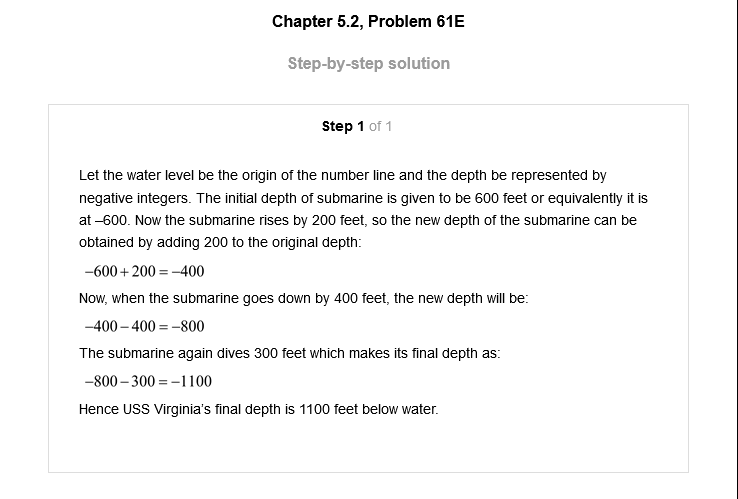 Chapter 5.2, Problem 61E
Step-by-step solution
Step 1 of 1
Let the water level be the origin of the number line and the depth be represented by
negative integers. The initial depth of submarine is given to be 600 feet or equivalently it is
at –600. Now the submarine rises by 200 feet, so the new depth of the submarine can be
obtained by adding 200 to the original depth:
−600 + 200 = −400
Now, when the submarine goes down by 400 feet, the new depth will be:
−400 − 400 = −800
The submarine again dives 300 feet which makes its final depth as:
−800 − 300 = −1100
Hence USS Virginia's final depth is 1100 feet below water.